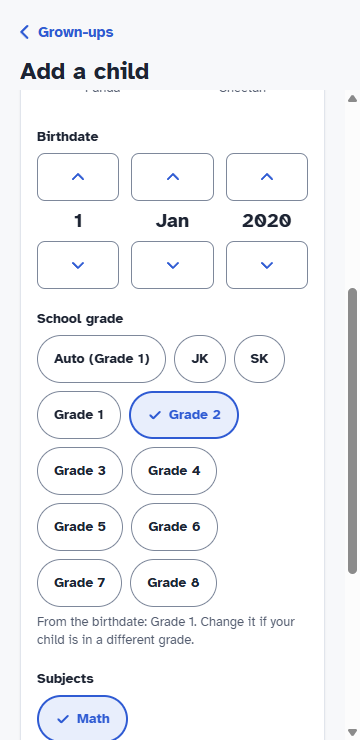 Grown-ups
Add a child
Birthdate
1 Jan 2020
School grade
Auto (Grade 1) JK SK
Grade 1 Grade 2
Grade 3 Grade 4
Grade 5 Grade 6
Grade 7 Grade 8
From the birthdate: Grade 1. Change it if your
child is in a different grade.
Subjects
Math